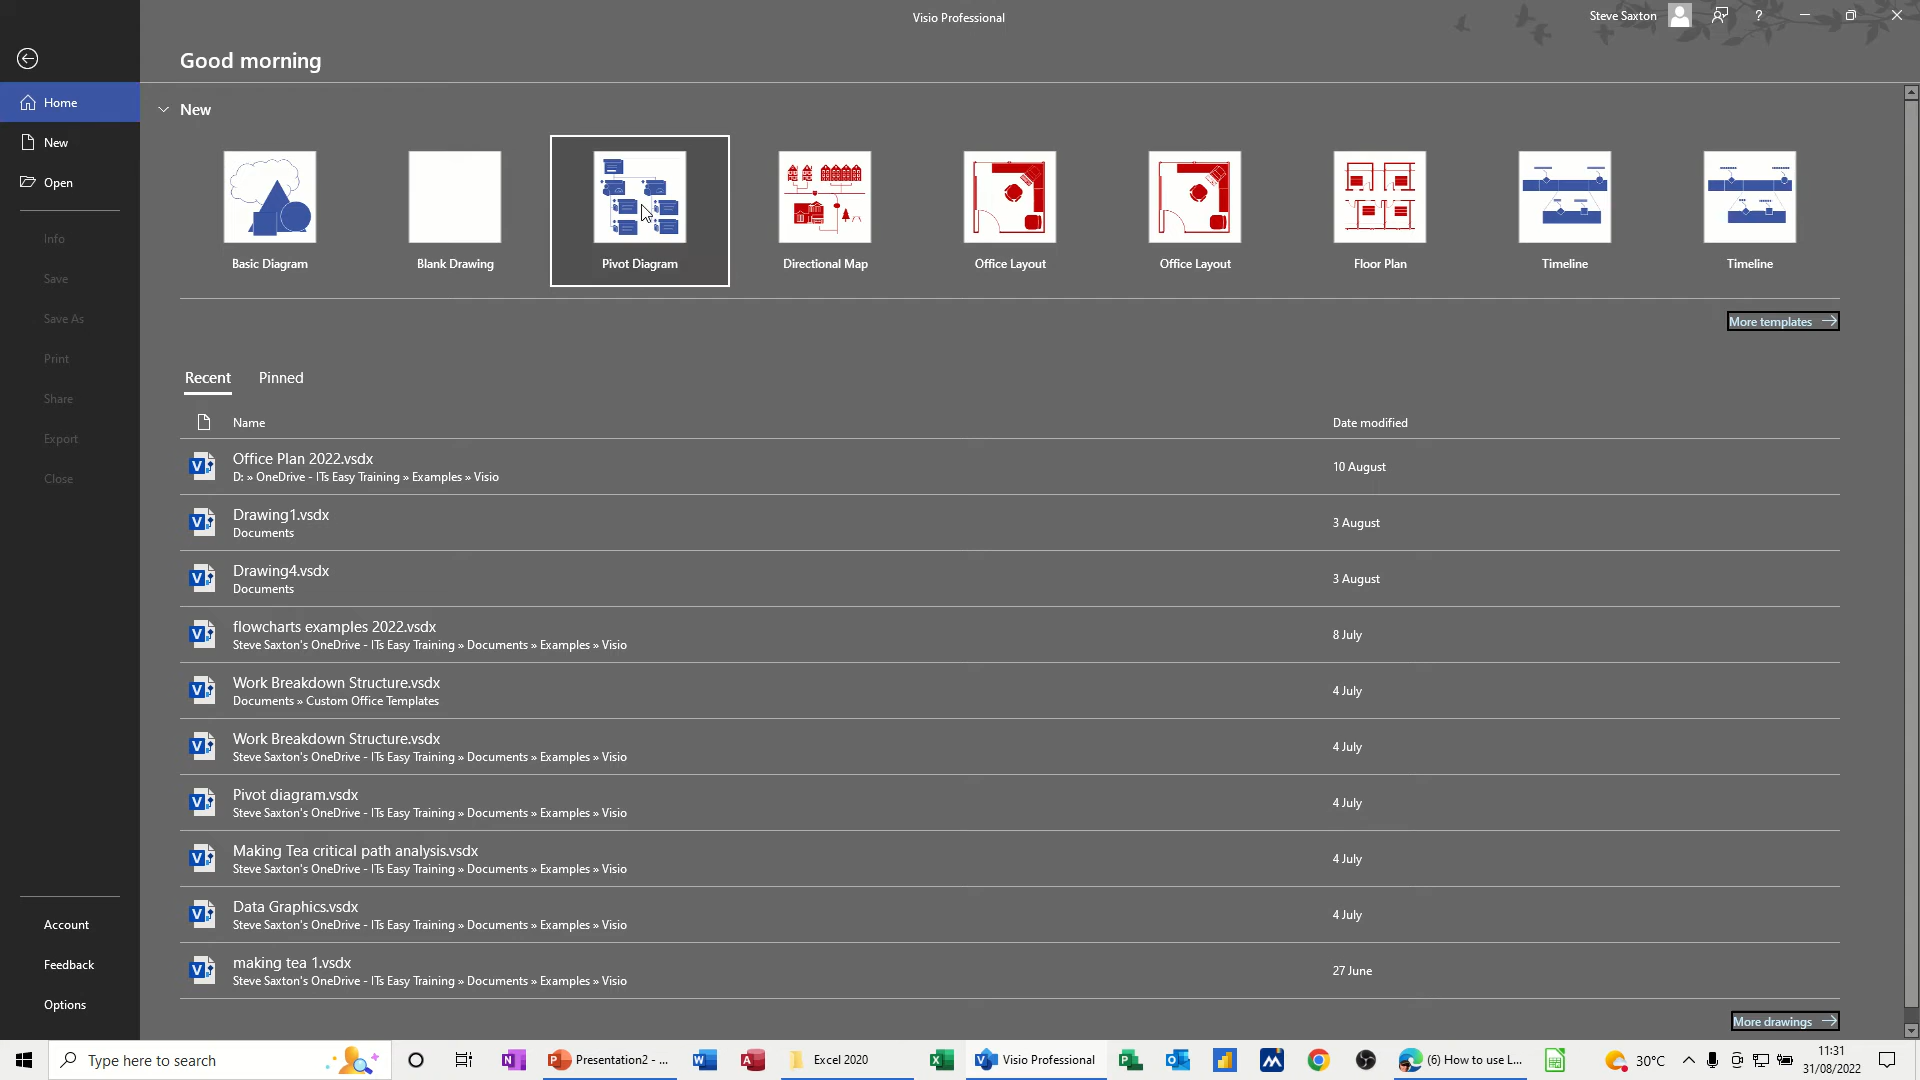 Visio Professional
Steve Saxton
?
Good morning
Home
New
Open
Info
Save
Save As
Print
Share
Export
Close
Account
Feedback
Options
New
Basic Diagram
Blank Drawing
Pivot Diagram
Directional Map
Office Layout
Office Layout
Floor Plan
Timeline
Timeline
More templates
Recent
Pinned
Name
Date modified
Office Plan 2022.vsdx
D: » OneDrive - ITs Easy Training » Examples » Visio
10 August
Drawing1.vsdx
Documents
3 August
Drawing4.vsdx
Documents
3 August
flowcharts examples 2022.vsdx
Steve Saxton's OneDrive - ITs Easy Training » Documents » Examples » Visio
8 July
Work Breakdown Structure.vsdx
Documents » Custom Office Templates
4 July
Work Breakdown Structure.vsdx
Steve Saxton's OneDrive - ITs Easy Training » Documents » Examples » Visio
4 July
Pivot diagram.vsdx
Steve Saxton's OneDrive - ITs Easy Training » Documents » Examples » Visio
4 July
Making Tea critical path analysis.vsdx
Steve Saxton's OneDrive - ITs Easy Training » Documents » Examples » Visio
4 July
Data Graphics.vsdx
Steve Saxton's OneDrive - ITs Easy Training » Documents » Examples » Visio
4 July
making tea 1.vsdx
Steve Saxton's OneDrive - ITs Easy Training » Documents » Examples » Visio
27 June
More drawings
Type here to search
Presentation2 - ...
Excel 2020
Visio Professional
(6) How to use L...
30°C
11:31
31/08/2022